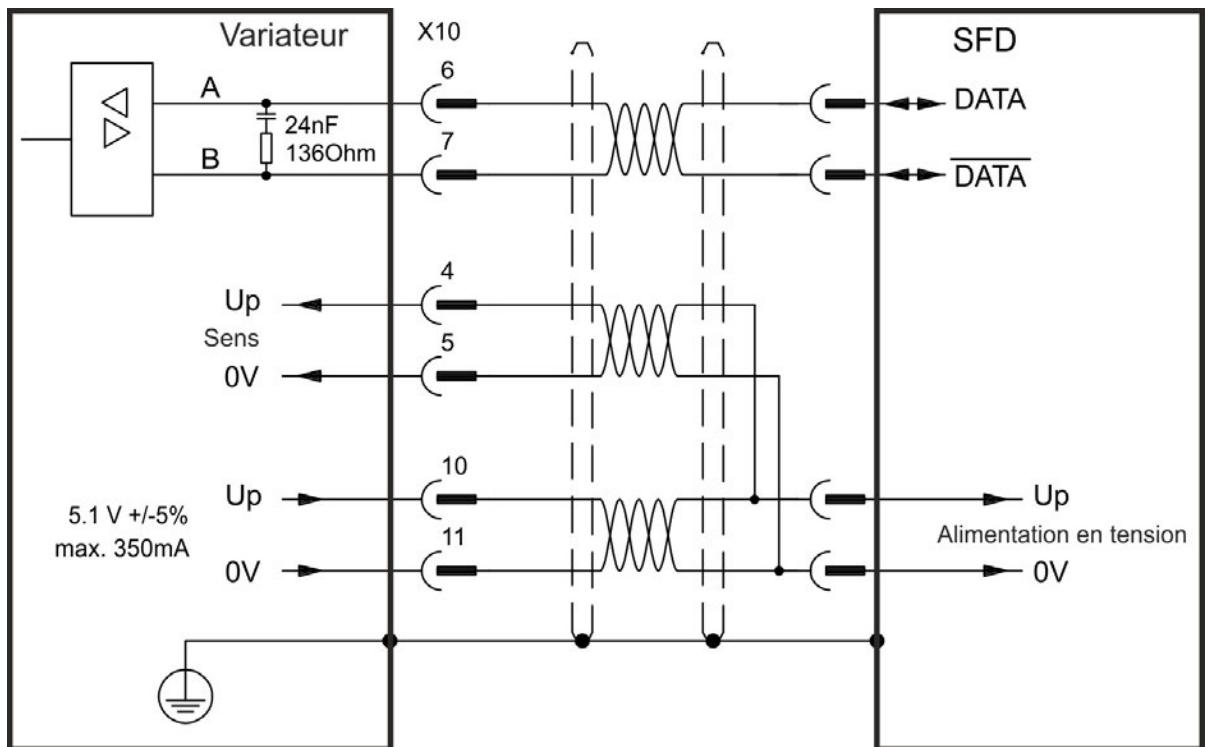 Variateur
X10
SFD
6
A
DATA
24nF
136Ohm
7
B
DATA
4
Up
Sens
5
0V
10
Up
Up
5.1 V +/-5%
max. 350mA
Alimentation en tension
11
0V
0V